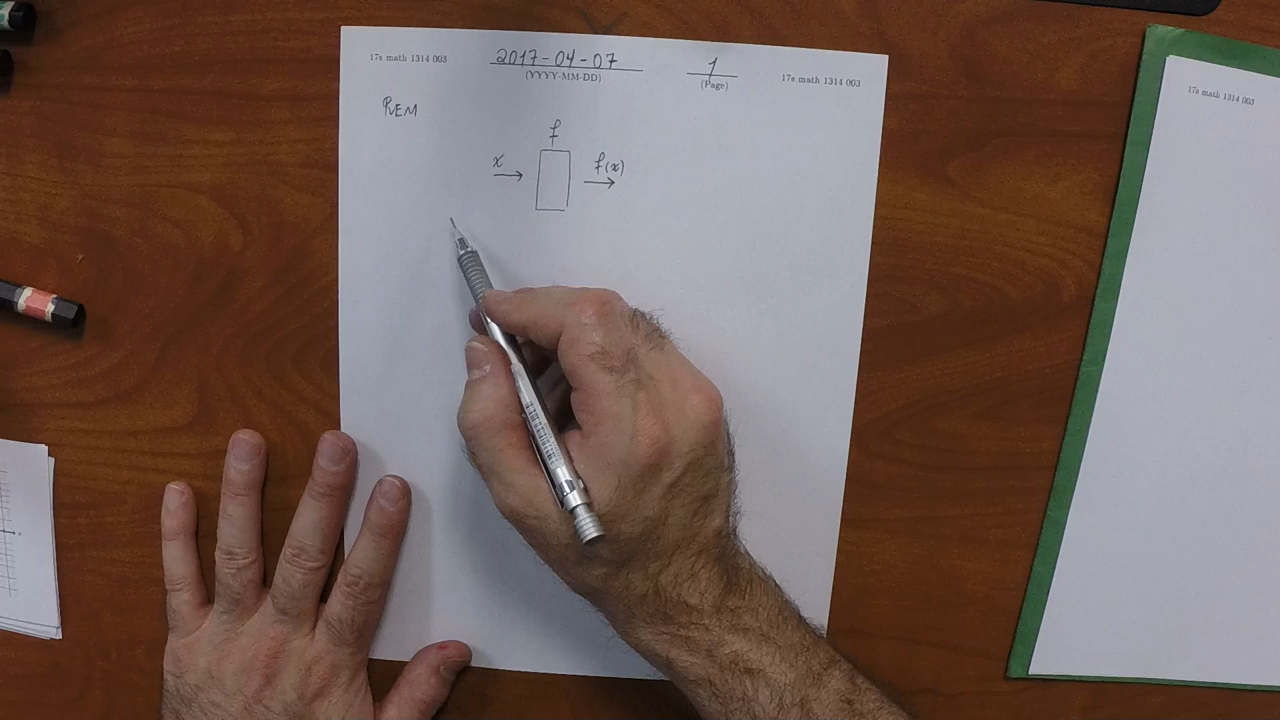 17s math 1314 003 2017-04-07 1 17s math 1314 003
(YYYY-MM-DD) (Page)
REM
f
x f(x)
17s math 1314 003